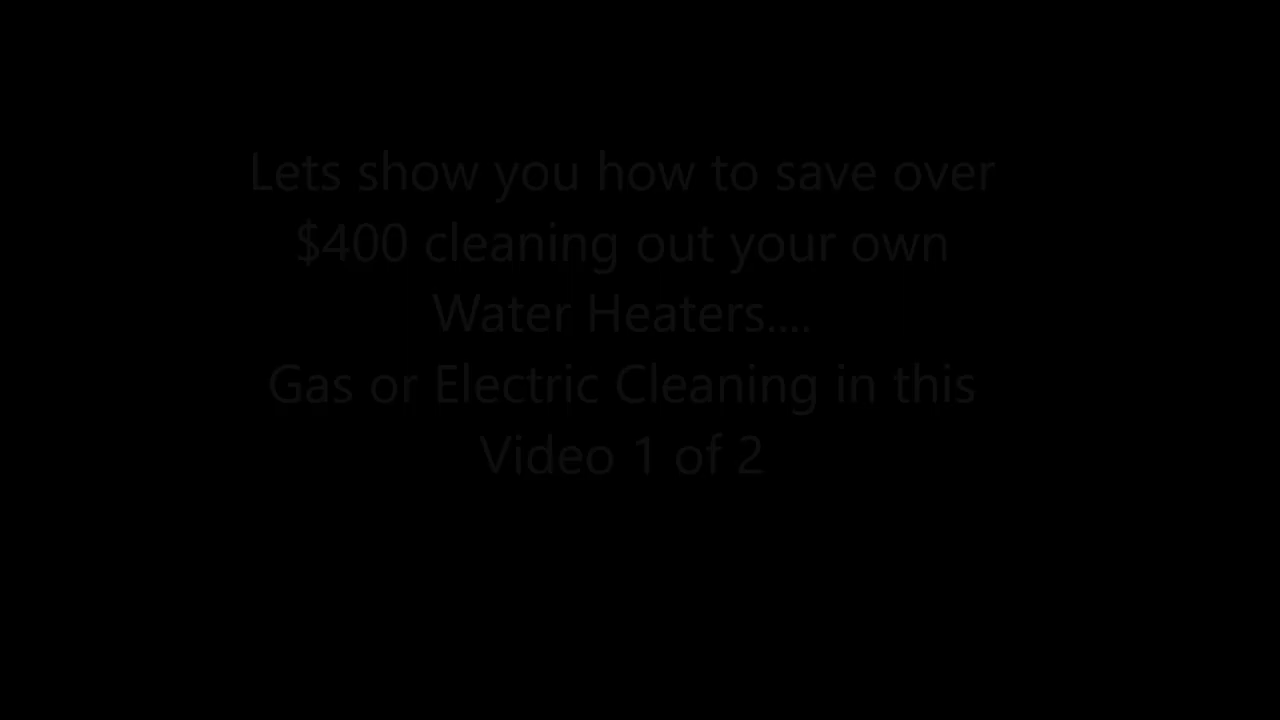 Lets show you how to save over
$400 cleaning out your own
Water Heaters....
Gas or Electric Cleaning in this
Video 1 of 2